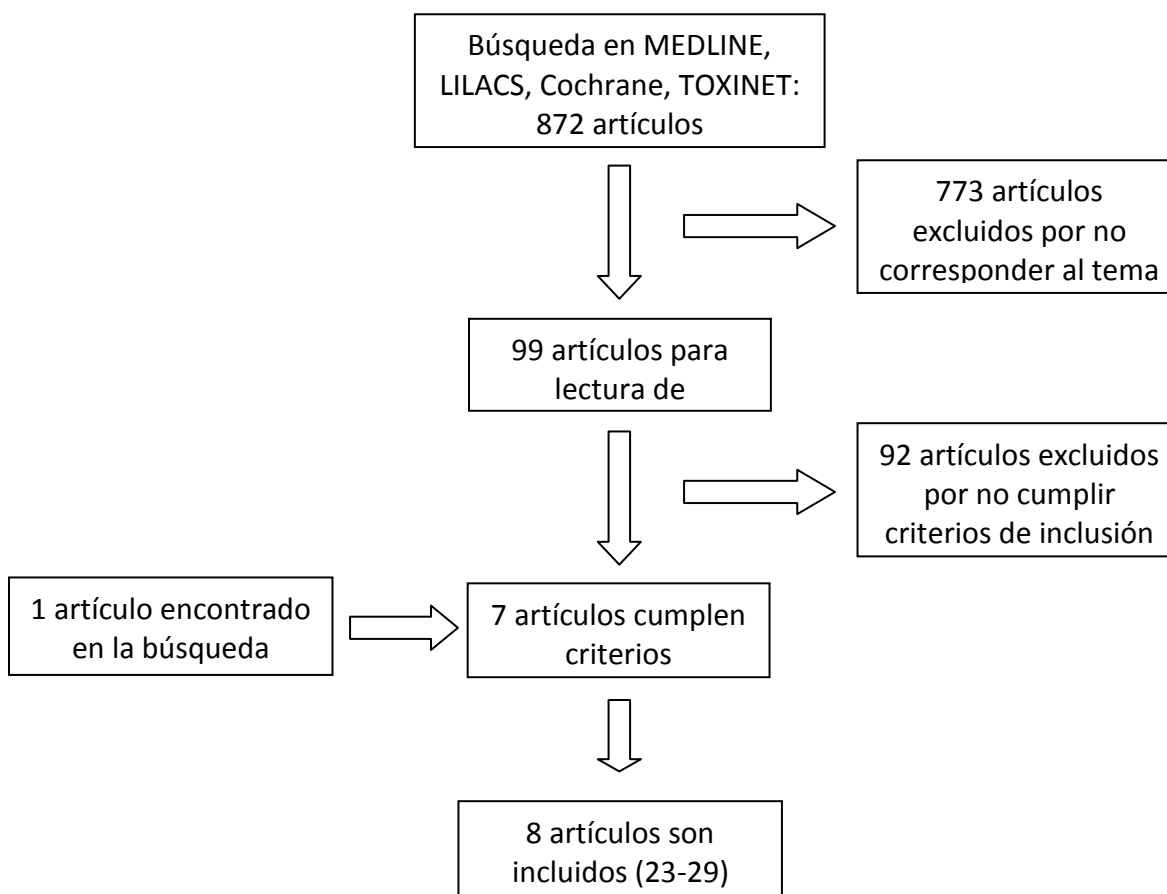 Búsqueda en MEDLINE,
LILACS, Cochrane, TOXINET:
872 artículos
773 artículos
excluidos por no
corresponder al tema
99 artículos para
lectura de
92 artículos excluidos
por no cumplir
criterios de inclusión
1 artículo encontrado
en la búsqueda
7 artículos cumplen
criterios
8 artículos son
incluidos (23-29)